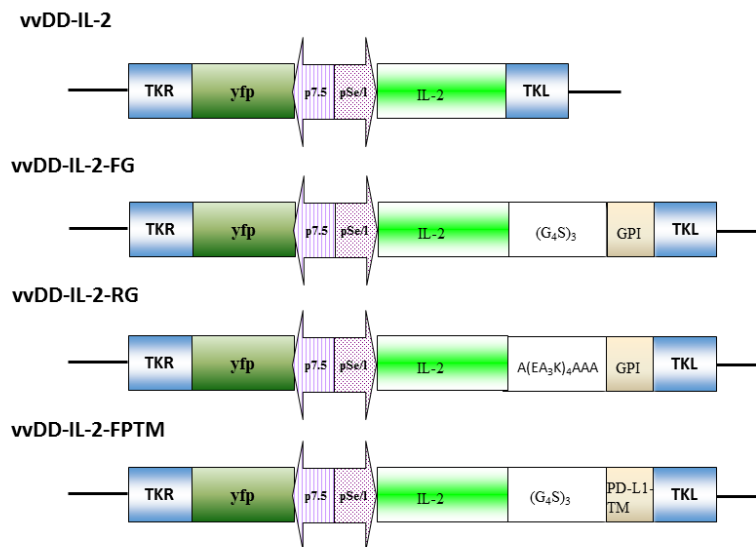 vvDD-IL-2
TKR yfp p7.5 pSe/l IL-2 TKL
vvDD-IL-2-FG
TKR yfp p7.5 pSe/l IL-2 (G₄S)₃ GPI TKL
vvDD-IL-2-RG
TKR yfp p7.5 pSe/l IL-2 A(EA₃K)₄AAA GPI TKL
vvDD-IL-2-FPTM
TKR yfp p7.5 pSe/l IL-2 (G₄S)₃ PD-L1-
TM TKL